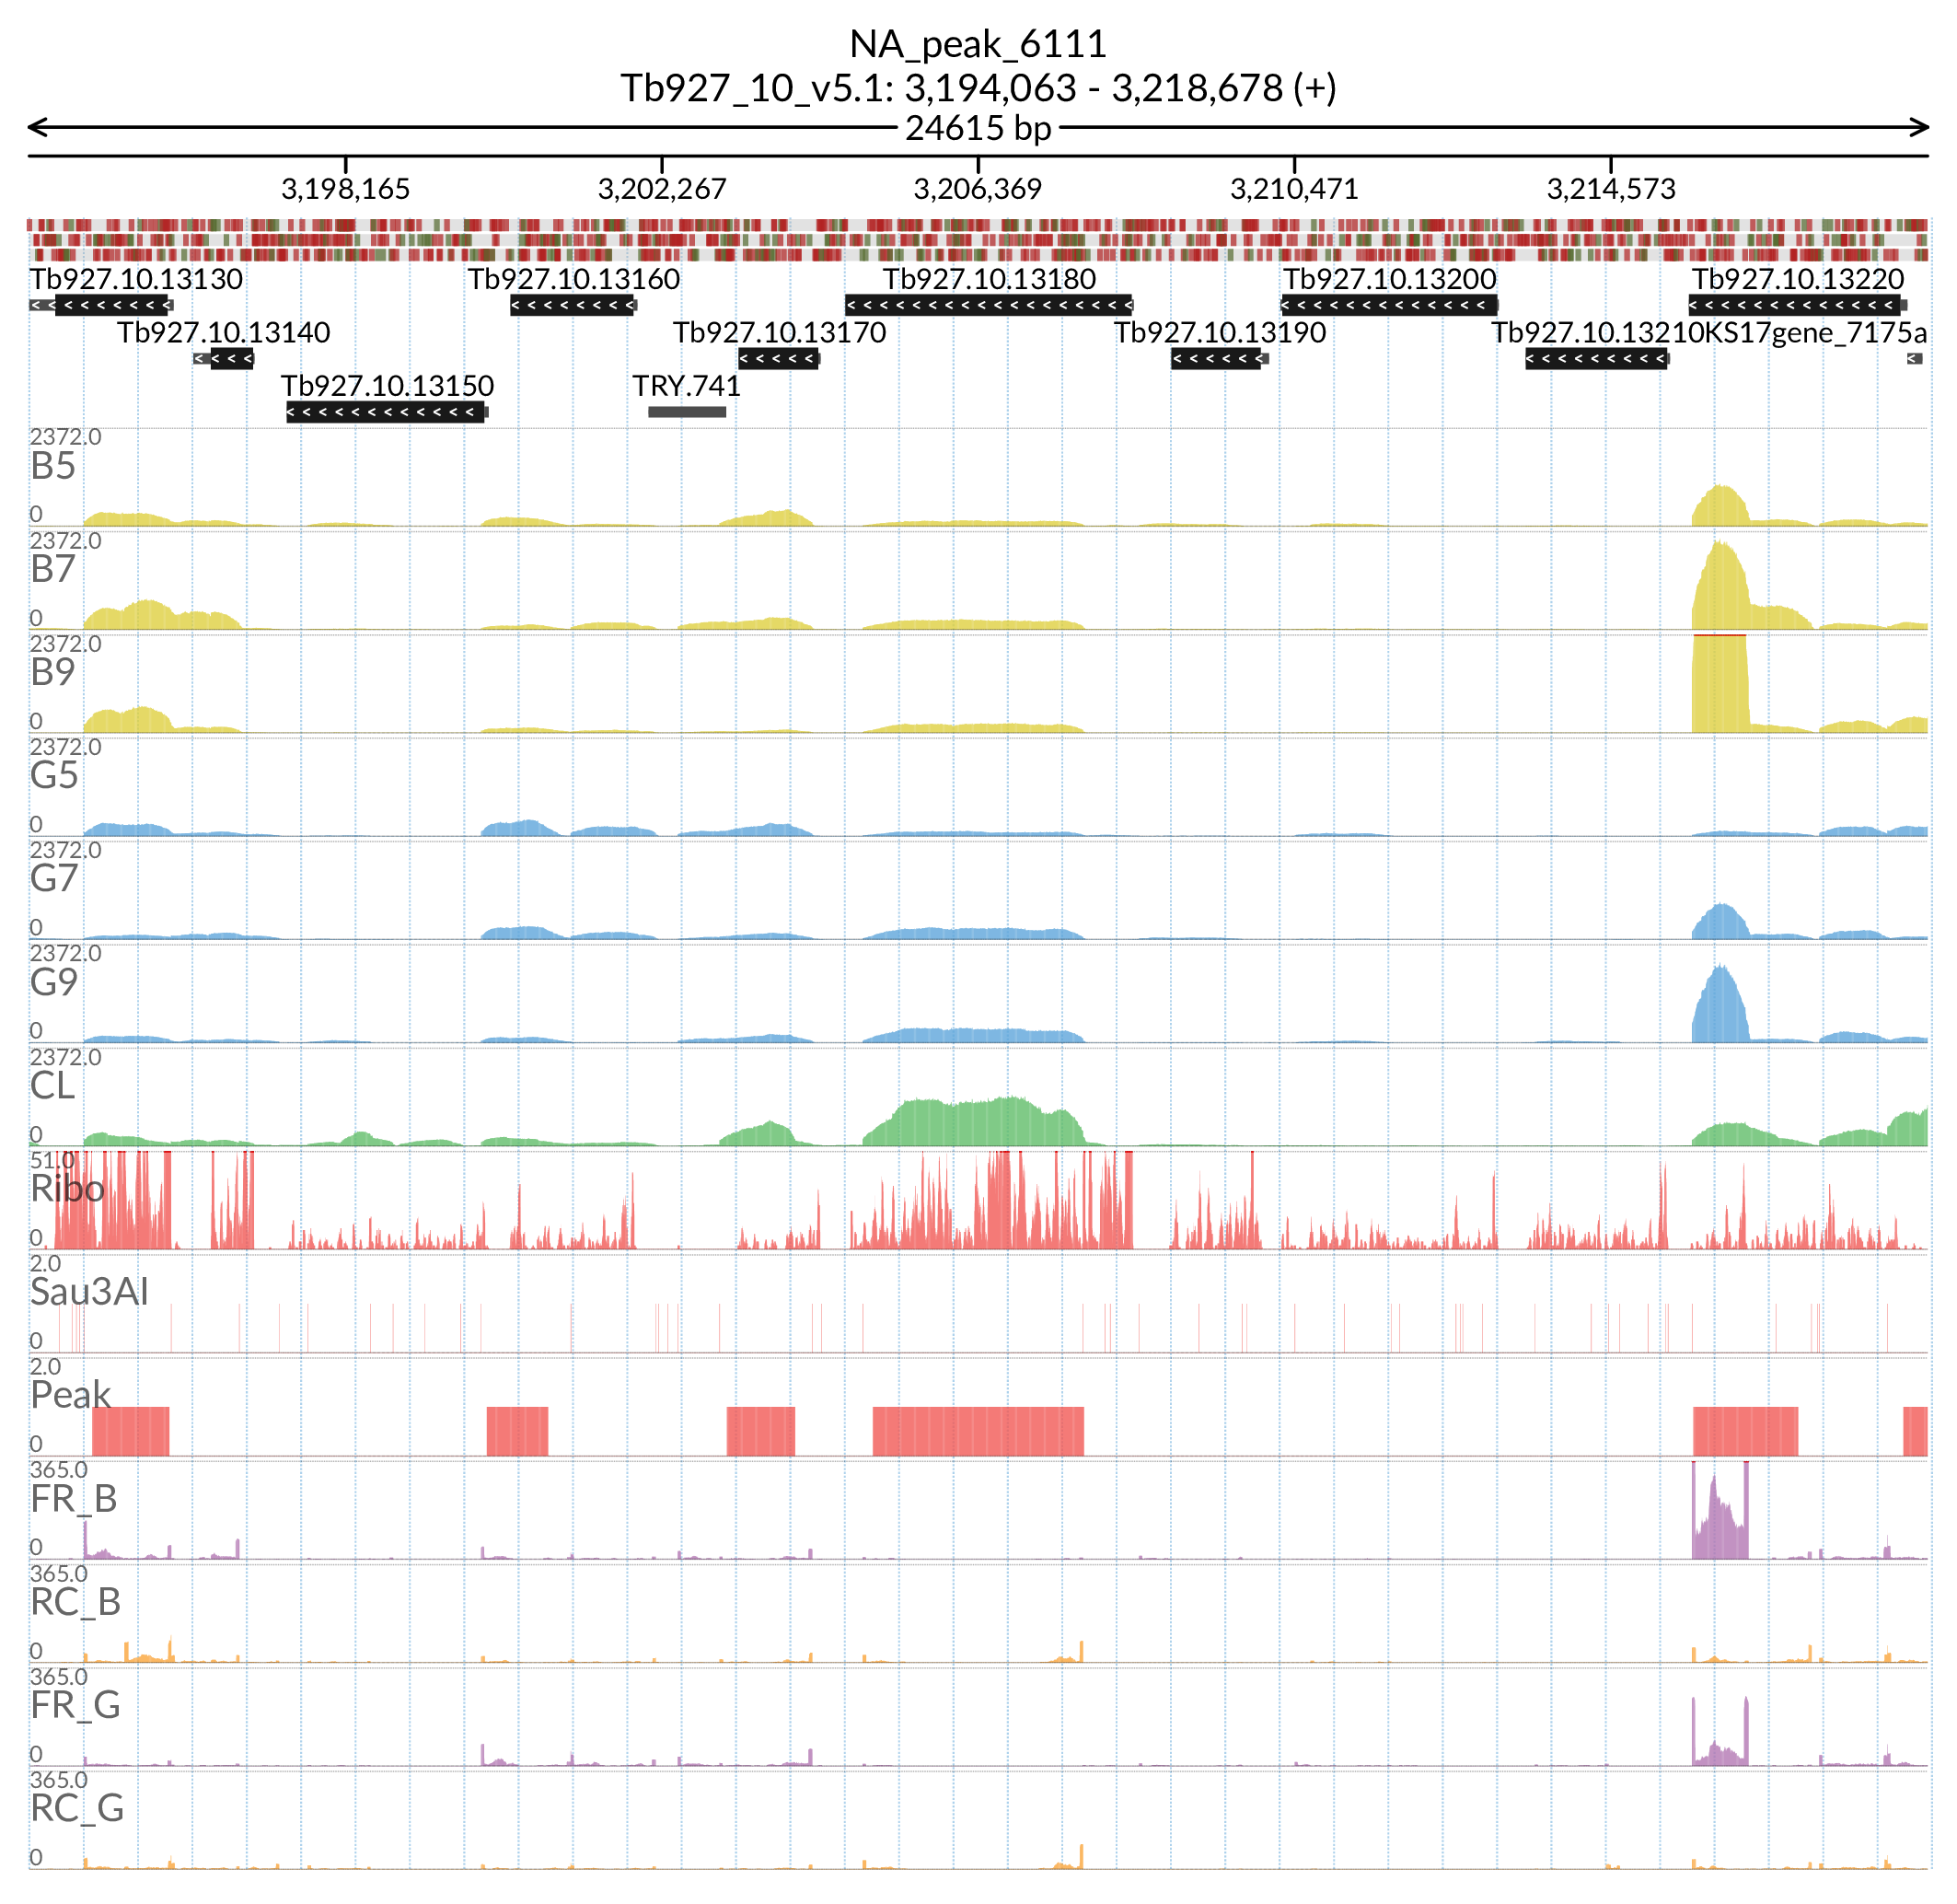 NA_peak_6111
Tb927_10_v5.1: 3,194,063 - 3,218,678 (+)
24615 bp
3,198,165 3,202,267 3,206,369 3,210,471 3,214,573
Tb927.10.13130 Tb927.10.13160 Tb927.10.13180 Tb927.10.13200 Tb927.10.13220
Tb927.10.13140 Tb927.10.13170 Tb927.10.13190 Tb927.10.13210KS17gene_7175a
Tb927.10.13150 TRY.741
2372.0
B5
0
2372.0
B7
0
2372.0
B9
0
2372.0
G5
0
2372.0
G7
0
2372.0
G9
0
2372.0
CL
0
51.0
Ribo
0
2.0
Sau3AI
0
2.0
Peak
0
365.0
FR_B
0
365.0
RC_B
0
365.0
FR_G
0
365.0
RC_G
0